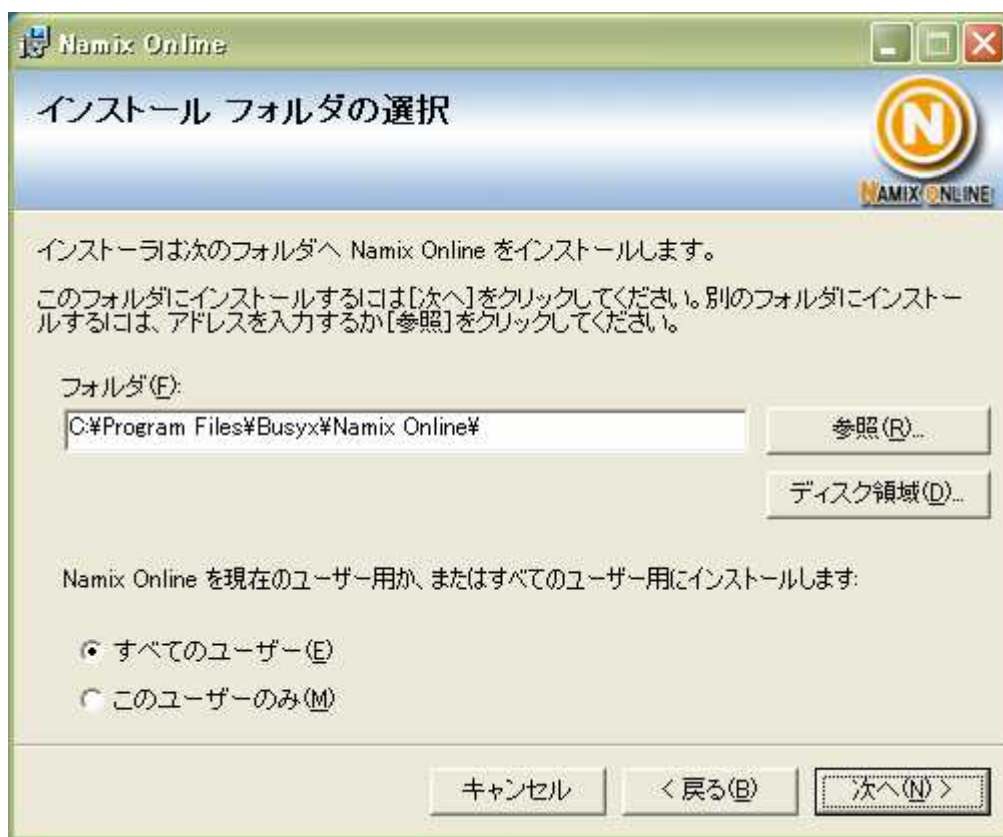 Namix Online
インストール フォルダの選択
N
NAMIX ONLINE
インストーラは次のフォルダへ Namix Online をインストールします。
このフォルダにインストールするには[次へ]をクリックしてください。別のフォルダにインストー
ルするには、アドレスを入力するか[参照]をクリックしてください。
フォルダ(F):
C:¥Program Files¥Busyx¥Namix Online¥
参照(R)...
ディスク領域(D)...
Namix Online を現在のユーザー用か、またはすべてのユーザー用にインストールします:
すべてのユーザー(E)
このユーザーのみ(M)
キャンセル
< 戻る(B)
次へ(N) >